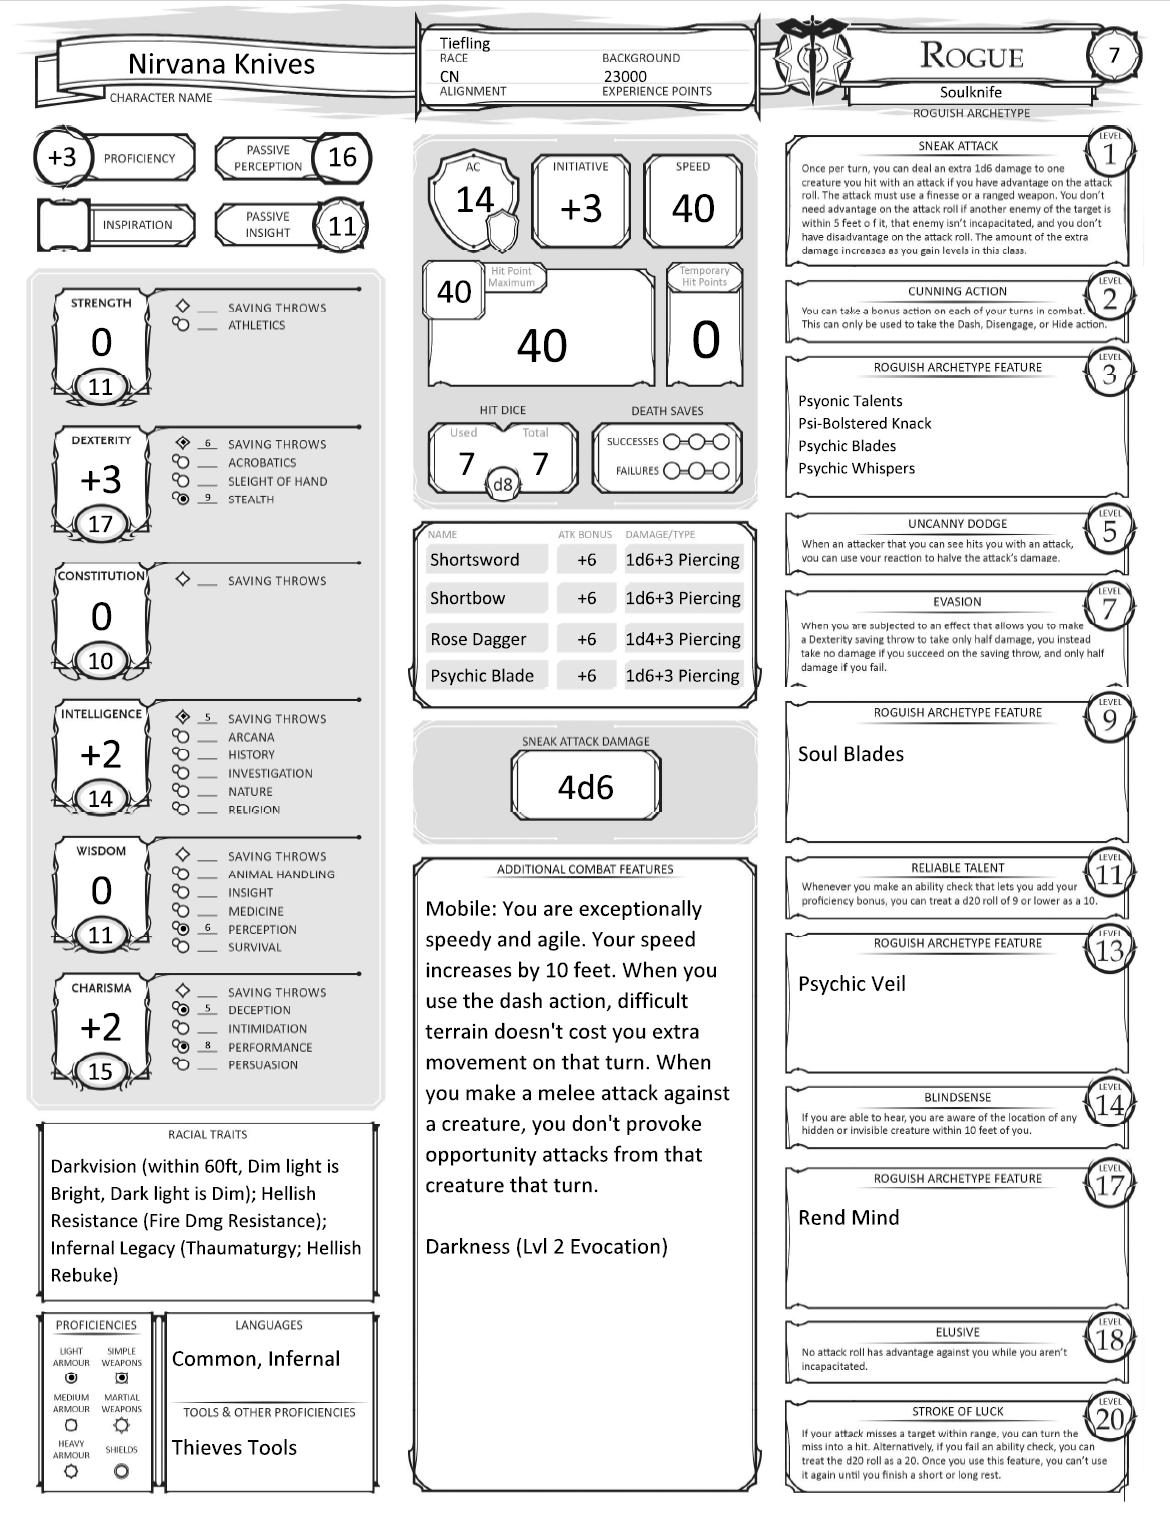 Nirvana Knives
CHARACTER NAME
Tiefling
RACE
BACKGROUND
CN
23000
ALIGNMENT
EXPERIENCE POINTS
ROGUE
7
Soulknife
ROGUISH ARCHETYPE
+3
PROFICIENCY
PASSIVE
PERCEPTION
16
INSPIRATION
PASSIVE
INSIGHT
11
STRENGTH
0
11
SAVING THROWS
ATHLETICS
DEXTERITY
+3
17
6 SAVING THROWS
ACROBATICS
SLEIGHT OF HAND
9 STEALTH
CONSTITUTION
0
10
SAVING THROWS
INTELLIGENCE
+2
14
5 SAVING THROWS
ARCANA
HISTORY
INVESTIGATION
NATURE
RELIGION
WISDOM
0
11
SAVING THROWS
ANIMAL HANDLING
INSIGHT
MEDICINE
6 PERCEPTION
SURVIVAL
CHARISMA
+2
15
SAVING THROWS
5 DECEPTION
INTIMIDATION
8 PERFORMANCE
PERSUASION
RACIAL TRAITS
Darkvision (within 60ft, Dim light is
Bright, Dark light is Dim); Hellish
Resistance (Fire Dmg Resistance);
Infernal Legacy (Thaumaturgy; Hellish
Rebuke)
PROFICIENCIES
LIGHT
ARMOUR
SIMPLE
WEAPONS
MEDIUM
ARMOUR
MARTIAL
WEAPONS
HEAVY
ARMOUR
SHIELDS
LANGUAGES
Common, Infernal
TOOLS & OTHER PROFICIENCIES
Thieves Tools
AC
14
INITIATIVE
+3
SPEED
40
40
Hit Point
Maximum
40
Temporary
Hit Points
0
HIT DICE
Used
7
Total
7
d8
DEATH SAVES
SUCCESSES
FAILURES
NAME ATK BONUS DAMAGE/TYPE
Shortsword +6 1d6+3 Piercing
Shortbow +6 1d6+3 Piercing
Rose Dagger +6 1d4+3 Piercing
Psychic Blade +6 1d6+3 Piercing
SNEAK ATTACK DAMAGE
4d6
ADDITIONAL COMBAT FEATURES
Mobile: You are exceptionally
speedy and agile. Your speed
increases by 10 feet. When you
use the dash action, difficult
terrain doesn't cost you extra
movement on that turn. When
you make a melee attack against
a creature, you don't provoke
opportunity attacks from that
creature that turn.
Darkness (Lvl 2 Evocation)
SNEAK ATTACK
LEVEL
1
Once per turn, you can deal an extra 1d6 damage to one
creature you hit with an attack if you have advantage on the attack
roll. The attack must use a finesse or a ranged weapon. You don't
need advantage on the attack roll if another enemy of the target is
within 5 feet o f it, that enemy isn't incapacitated, and you don't
have disadvantage on the attack roll. The amount of the extra
damage increases as you gain levels in this class.
CUNNING ACTION
LEVEL
2
You can take a bonus action on each of your turns in combat.
This can only be used to take the Dash, Disengage, or Hide action.
ROGUISH ARCHETYPE FEATURE
LEVEL
3
Psyonic Talents
Psi-Bolstered Knack
Psychic Blades
Psychic Whispers
UNCANNY DODGE
LEVEL
5
When an attacker that you can see hits you with an attack,
you can use your reaction to halve the attack's damage.
EVASION
LEVEL
7
When you are subjected to an effect that allows you to make
a Dexterity saving throw to take only half damage, you instead
take no damage if you succeed on the saving throw, and only half
damage if you fail.
ROGUISH ARCHETYPE FEATURE
LEVEL
9
Soul Blades
RELIABLE TALENT
LEVEL
11
Whenever you make an ability check that lets you add your
proficiency bonus, you can treat a d20 roll of 9 or lower as a 10.
ROGUISH ARCHETYPE FEATURE
LEVEL
13
Psychic Veil
BLINDSENSE
LEVEL
14
If you are able to hear, you are aware of the location of any
hidden or invisible creature within 10 feet of you.
ROGUISH ARCHETYPE FEATURE
LEVEL
17
Rend Mind
ELUSIVE
LEVEL
18
No attack roll has advantage against you while you aren't
incapacitated.
STROKE OF LUCK
LEVEL
20
If your attack misses a target within range, you can turn the
miss into a hit. Alternatively, if you fail an ability check, you can
treat the d20 roll as a 20. Once you use this feature, you can't use
it again until you finish a short or long rest.